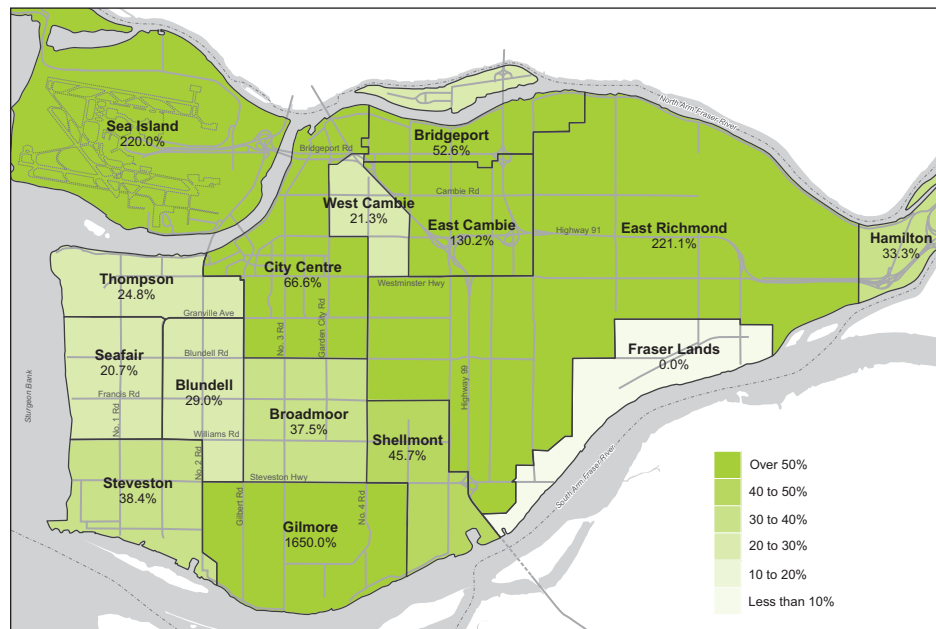 North Arm Fraser River
Sea Island
220.0%
Bridgeport
52.6%
Bridgeport Rd
Cambie Rd
West Cambie
21.3%
East Cambie
130.2%
East Richmond
221.1%
Highway 91
Hamilton
33.3%
City Centre
66.6%
Thompson
24.8%
Westminster Hwy
Granville Ave
No. 3 Rd
Garden City Rd
Seafair
20.7%
Blundell Rd
Fraser Lands
0.0%
Blundell
29.0%
Sturgeon Bank
Francis Rd
No. 1 Rd
Highway 99
Broadmoor
37.5%
Shellmont
45.7%
Williams Rd
No. 2 Rd
South Arm Fraser River
Steveston
38.4%
Steveston Hwy
Gilbert Rd
No. 4 Rd
Gilmore
1650.0%
Over 50%
40 to 50%
30 to 40%
20 to 30%
10 to 20%
Less than 10%